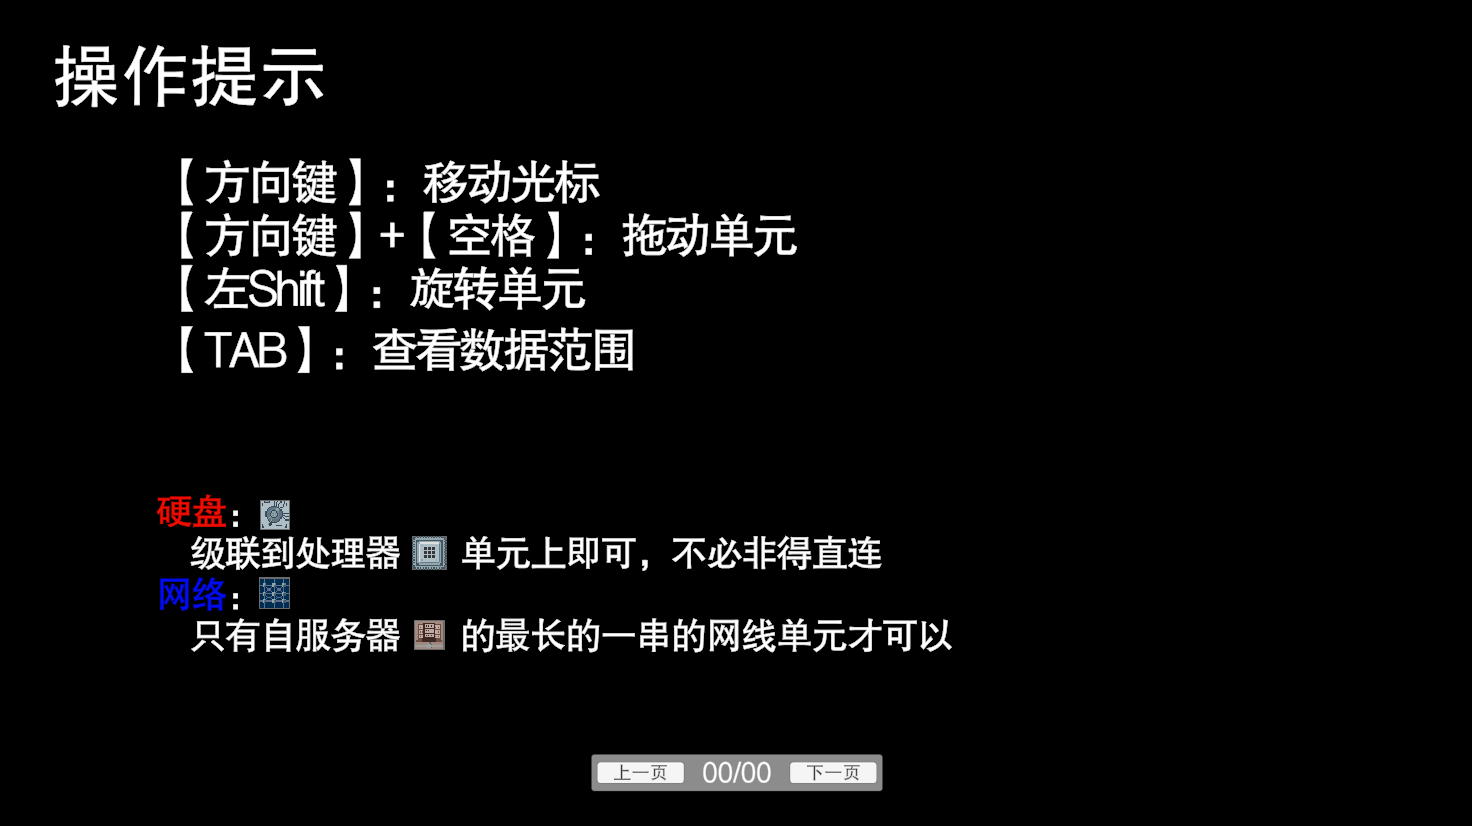 操作提示
【方向键】：移动光标
【方向键】+【空格】：拖动单元
【左Shift】：旋转单元
【TAB】：查看数据范围
硬盘：
级联到处理器 单元上即可，不必非得直连
网络：
只有自服务器 的最长的一串的网线单元才可以
上一页 00/00 下一页